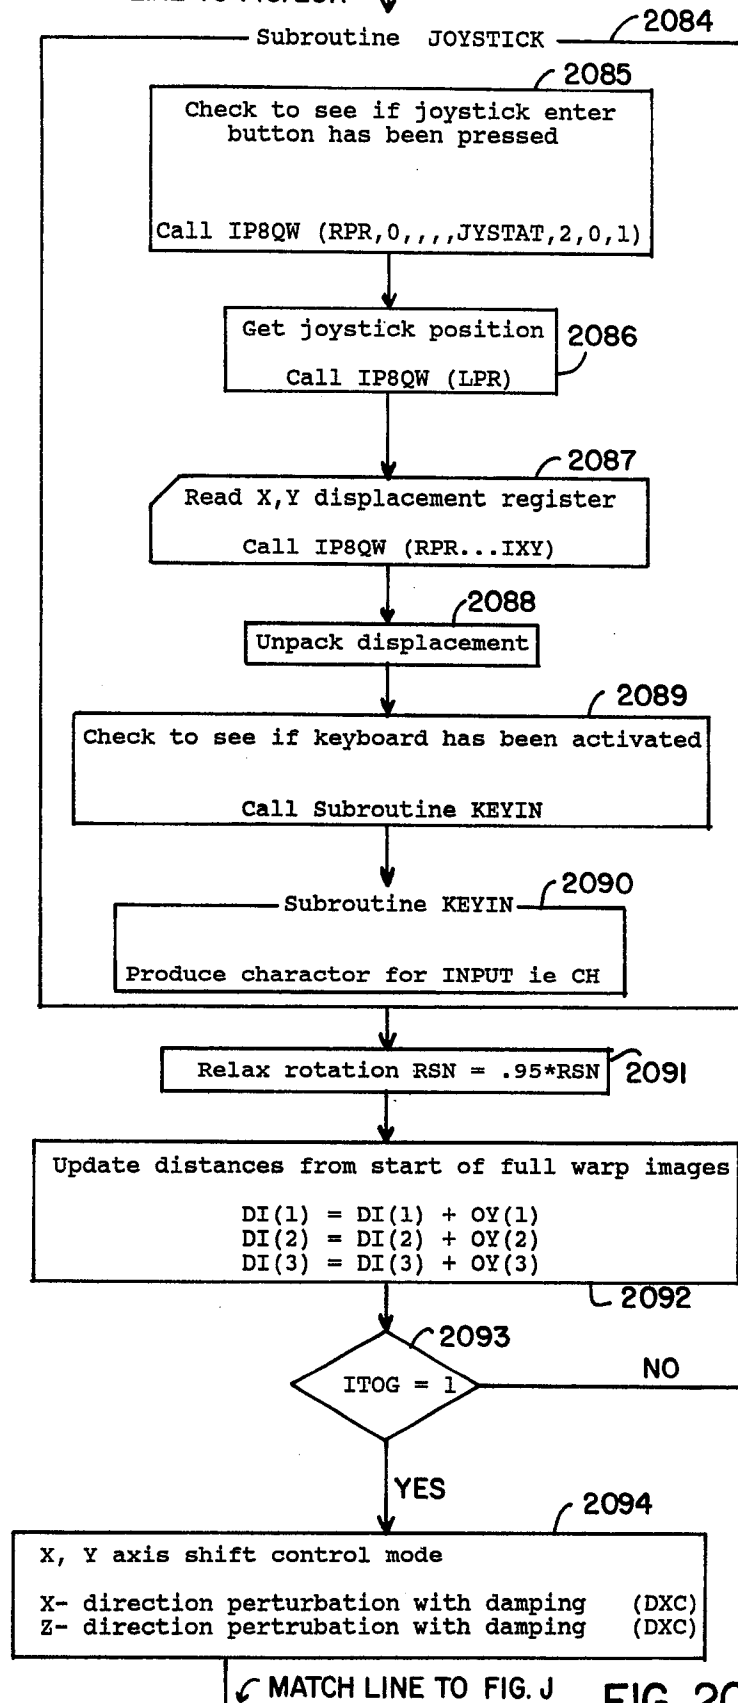 2084
Subroutine JOYSTICK
2085
Check to see if joystick enter
button has been pressed
Call IP8QW (RPR,0,,,,JYSTAT,2,0,1)
Get joystick position
2086
Call IP8QW (LPR)
2087
Read X,Y displacement register
Call IP8QW (RPR...IXY)
2088
Unpack displacement
2089
Check to see if keyboard has been activated
Call Subroutine KEYIN
2090
Subroutine KEYIN
Produce charactor for INPUT ie CH
Relax rotation RSN = .95*RSN
2091
Update distances from start of full warp images
DI(1) = DI(1) + OY(1)
DI(2) = DI(2) + OY(2)
DI(3) = DI(3) + OY(3)
2092
2093
ITOG = 1
NO
YES
2094
X, Y axis shift control mode
X- direction perturbation with damping (DXC)
Z- direction pertrubation with damping (DXC)
MATCH LINE TO FIG. J